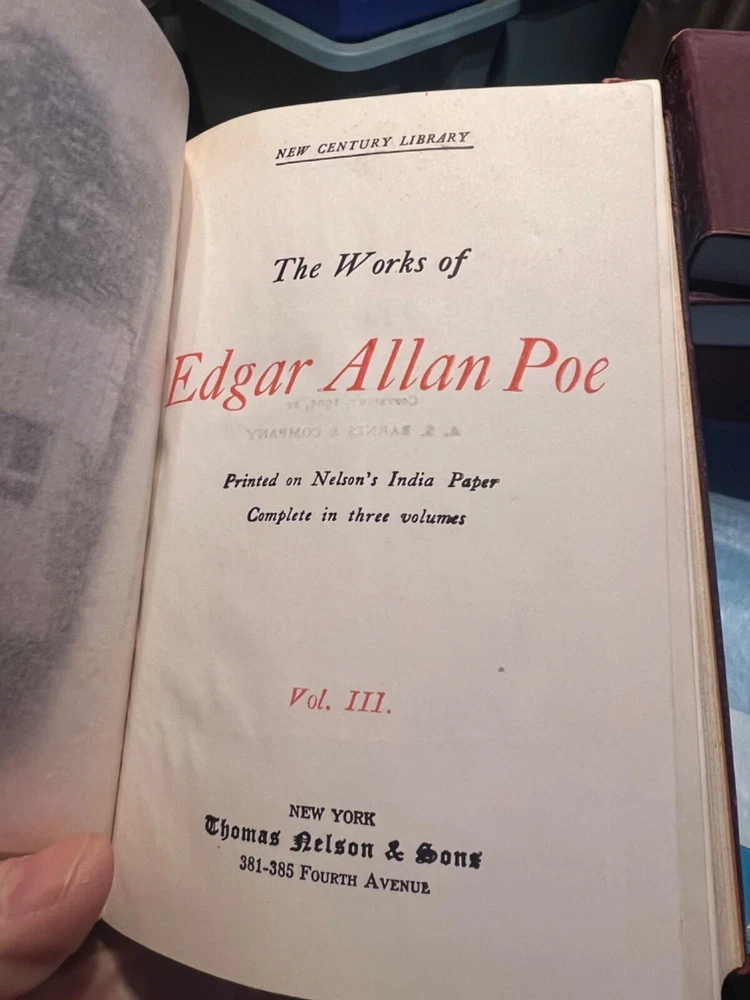 NEW CENTURY LIBRARY
The Works of
Edgar Allan Poe
Printed on Nelson's India Paper
Complete in three volumes
Vol. III.
NEW YORK
Thomas Nelson & Sons
381-385 FOURTH AVENUE